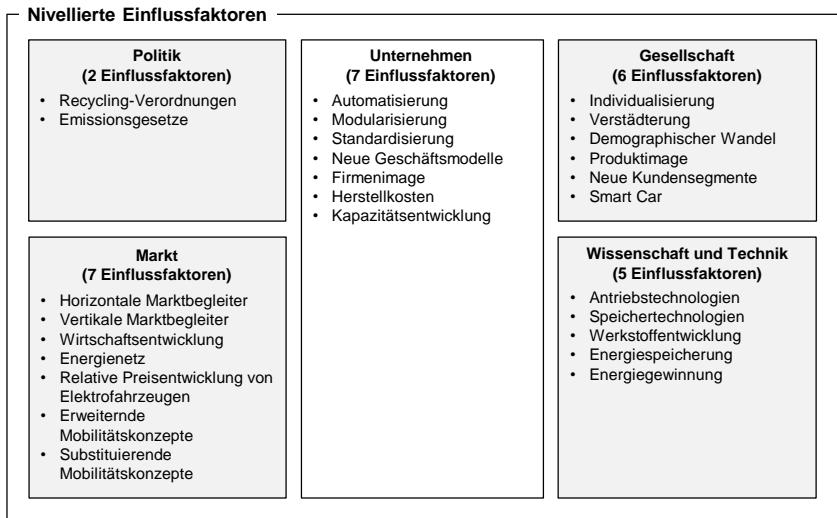 Nivellierte Einflussfaktoren
Politik
(2 Einflussfaktoren)
• Recycling-Verordnungen
• Emissionsgesetze
Markt
(7 Einflussfaktoren)
• Horizontale Marktbegleiter
• Vertikale Marktbegleiter
• Wirtschaftsentwicklung
• Energienetz
• Relative Preisentwicklung von
Elektrofahrzeugen
• Erweiternde
Mobilitätskonzepte
• Substituierende
Mobilitätskonzepte
Unternehmen
(7 Einflussfaktoren)
• Automatisierung
• Modularisierung
• Standardisierung
• Neue Geschäftsmodelle
• Firmenimage
• Herstellkosten
• Kapazitätsentwicklung
Gesellschaft
(6 Einflussfaktoren)
• Individualisierung
• Verstädterung
• Demographischer Wandel
• Produktimage
• Neue Kundensegmente
• Smart Car
Wissenschaft und Technik
(5 Einflussfaktoren)
• Antriebstechnologien
• Speichertechnologien
• Werkstoffentwicklung
• Energiespeicherung
• Energiegewinnung